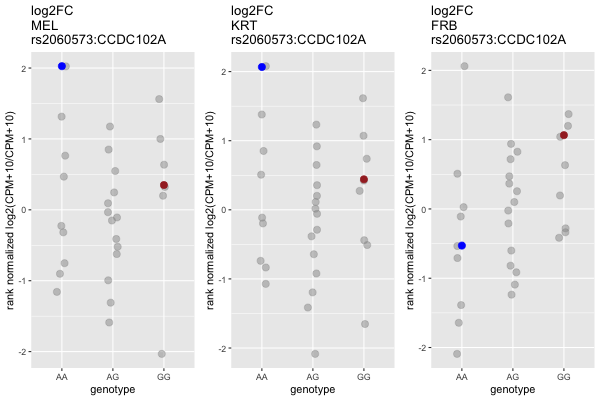 log2FC
MEL
rs2060573:CCDC102A
rank normalized log2(CPM+10/CPM+10)
2
1
0
-1
-2
AA AG GG
genotype
log2FC
KRT
rs2060573:CCDC102A
rank normalized log2(CPM+10/CPM+10)
2
1
0
-1
-2
AA AG GG
genotype
log2FC
FRB
rs2060573:CCDC102A
rank normalized log2(CPM+10/CPM+10)
2
1
0
-1
-2
AA AG GG
genotype